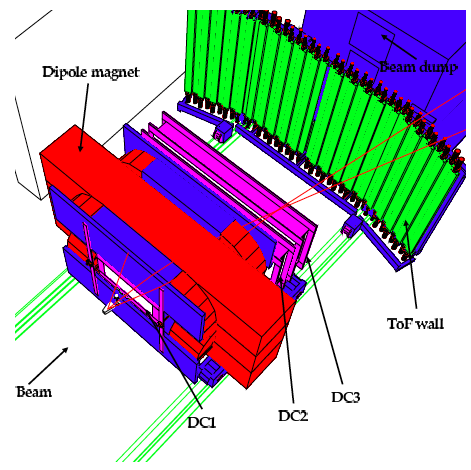 Beam dump
Dipole magnet
ToF wall
Beam
DC3
DC2
DC1